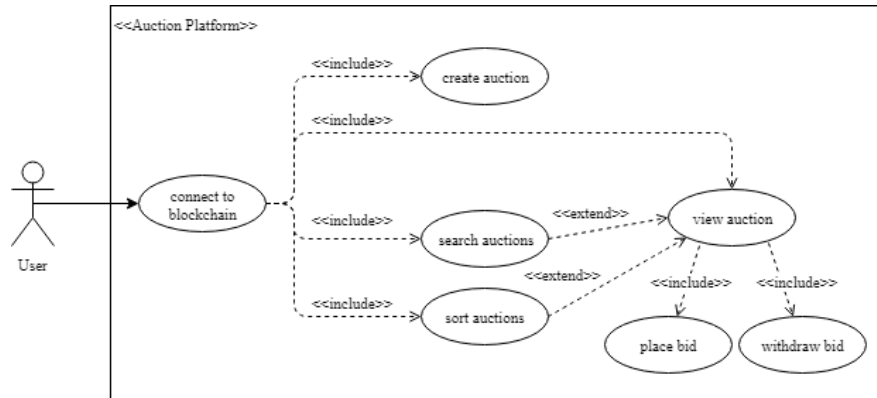 <<Auction Platform>>
<<include>>
create auction
<<include>>
connect to
blockchain
<<include>>
search auctions
<<extend>>
view auction
User
<<include>>
sort auctions
<<extend>>
<<include>>
<<include>>
place bid
withdraw bid